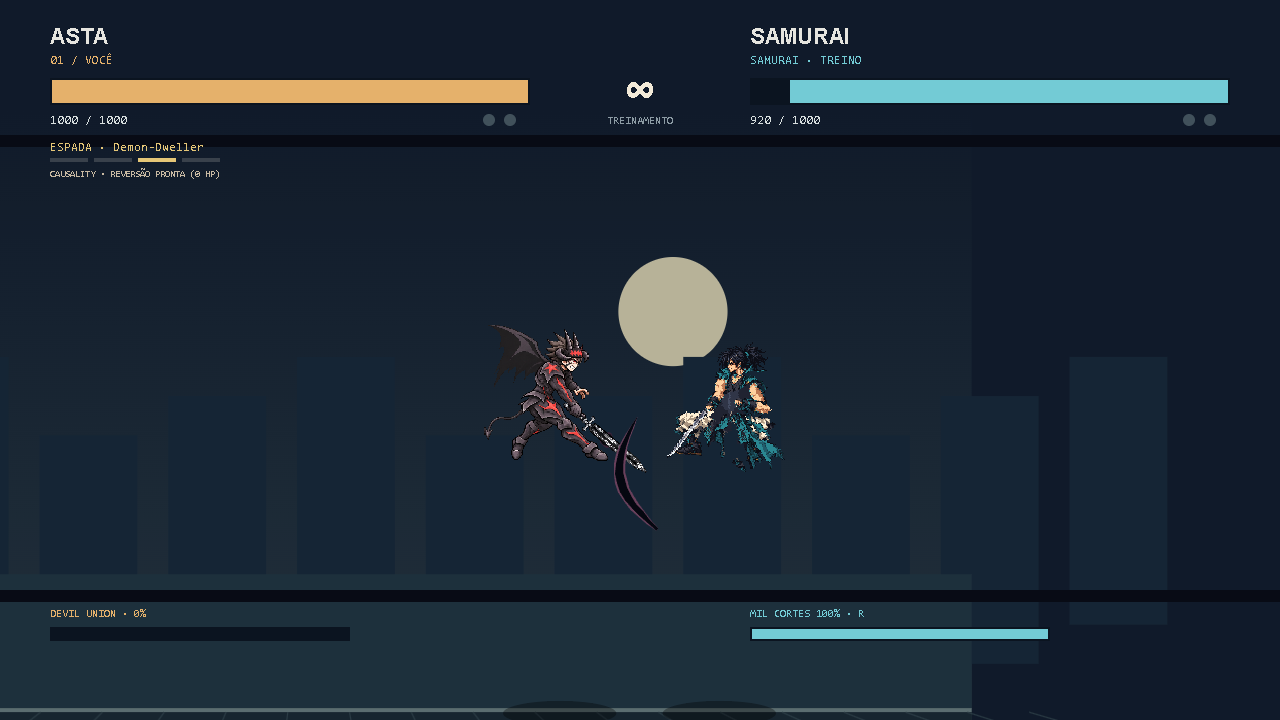 ASTA
01 / VOCÊ
1000 / 1000
∞
TREINAMENTO
SAMURAI
SAMURAI · TREINO
920 / 1000
ESPADA · Demon-Dweller
CAUSALITY · REVERSÃO PRONTA (0 HP)
DEVIL UNION · 0%
MIL CORTES 100% · R